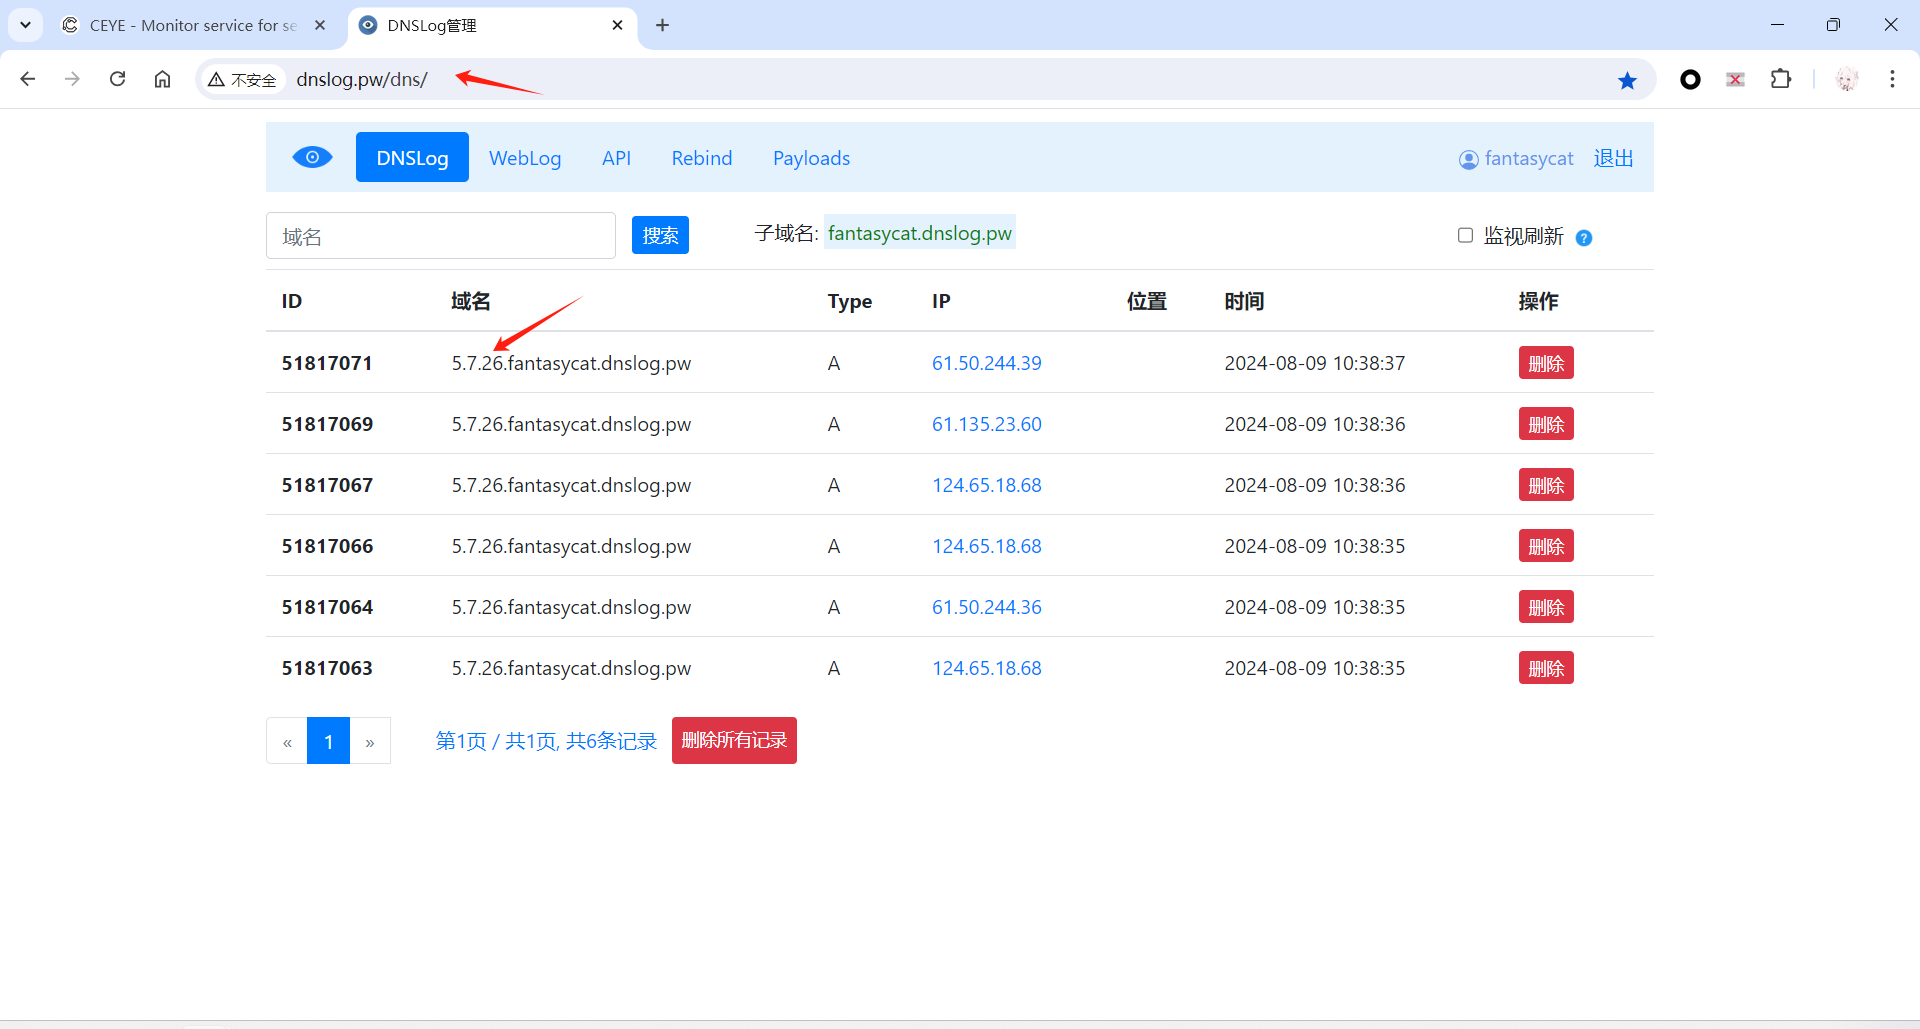 CEYE - Monitor service for se
DNSLog管理
不安全 dnslog.pw/dns/
DNSLog WebLog API Rebind Payloads fantasycat 退出
域名 搜索 子域名: fantasycat.dnslog.pw 监视刷新 ?
ID 域名 Type IP 位置 时间 操作
51817071 5.7.26.fantasycat.dnslog.pw A 61.50.244.39 2024-08-09 10:38:37 删除
51817069 5.7.26.fantasycat.dnslog.pw A 61.135.23.60 2024-08-09 10:38:36 删除
51817067 5.7.26.fantasycat.dnslog.pw A 124.65.18.68 2024-08-09 10:38:36 删除
51817066 5.7.26.fantasycat.dnslog.pw A 124.65.18.68 2024-08-09 10:38:35 删除
51817064 5.7.26.fantasycat.dnslog.pw A 61.50.244.36 2024-08-09 10:38:35 删除
51817063 5.7.26.fantasycat.dnslog.pw A 124.65.18.68 2024-08-09 10:38:35 删除
« 1 » 第1页 / 共1页, 共6条记录 删除所有记录